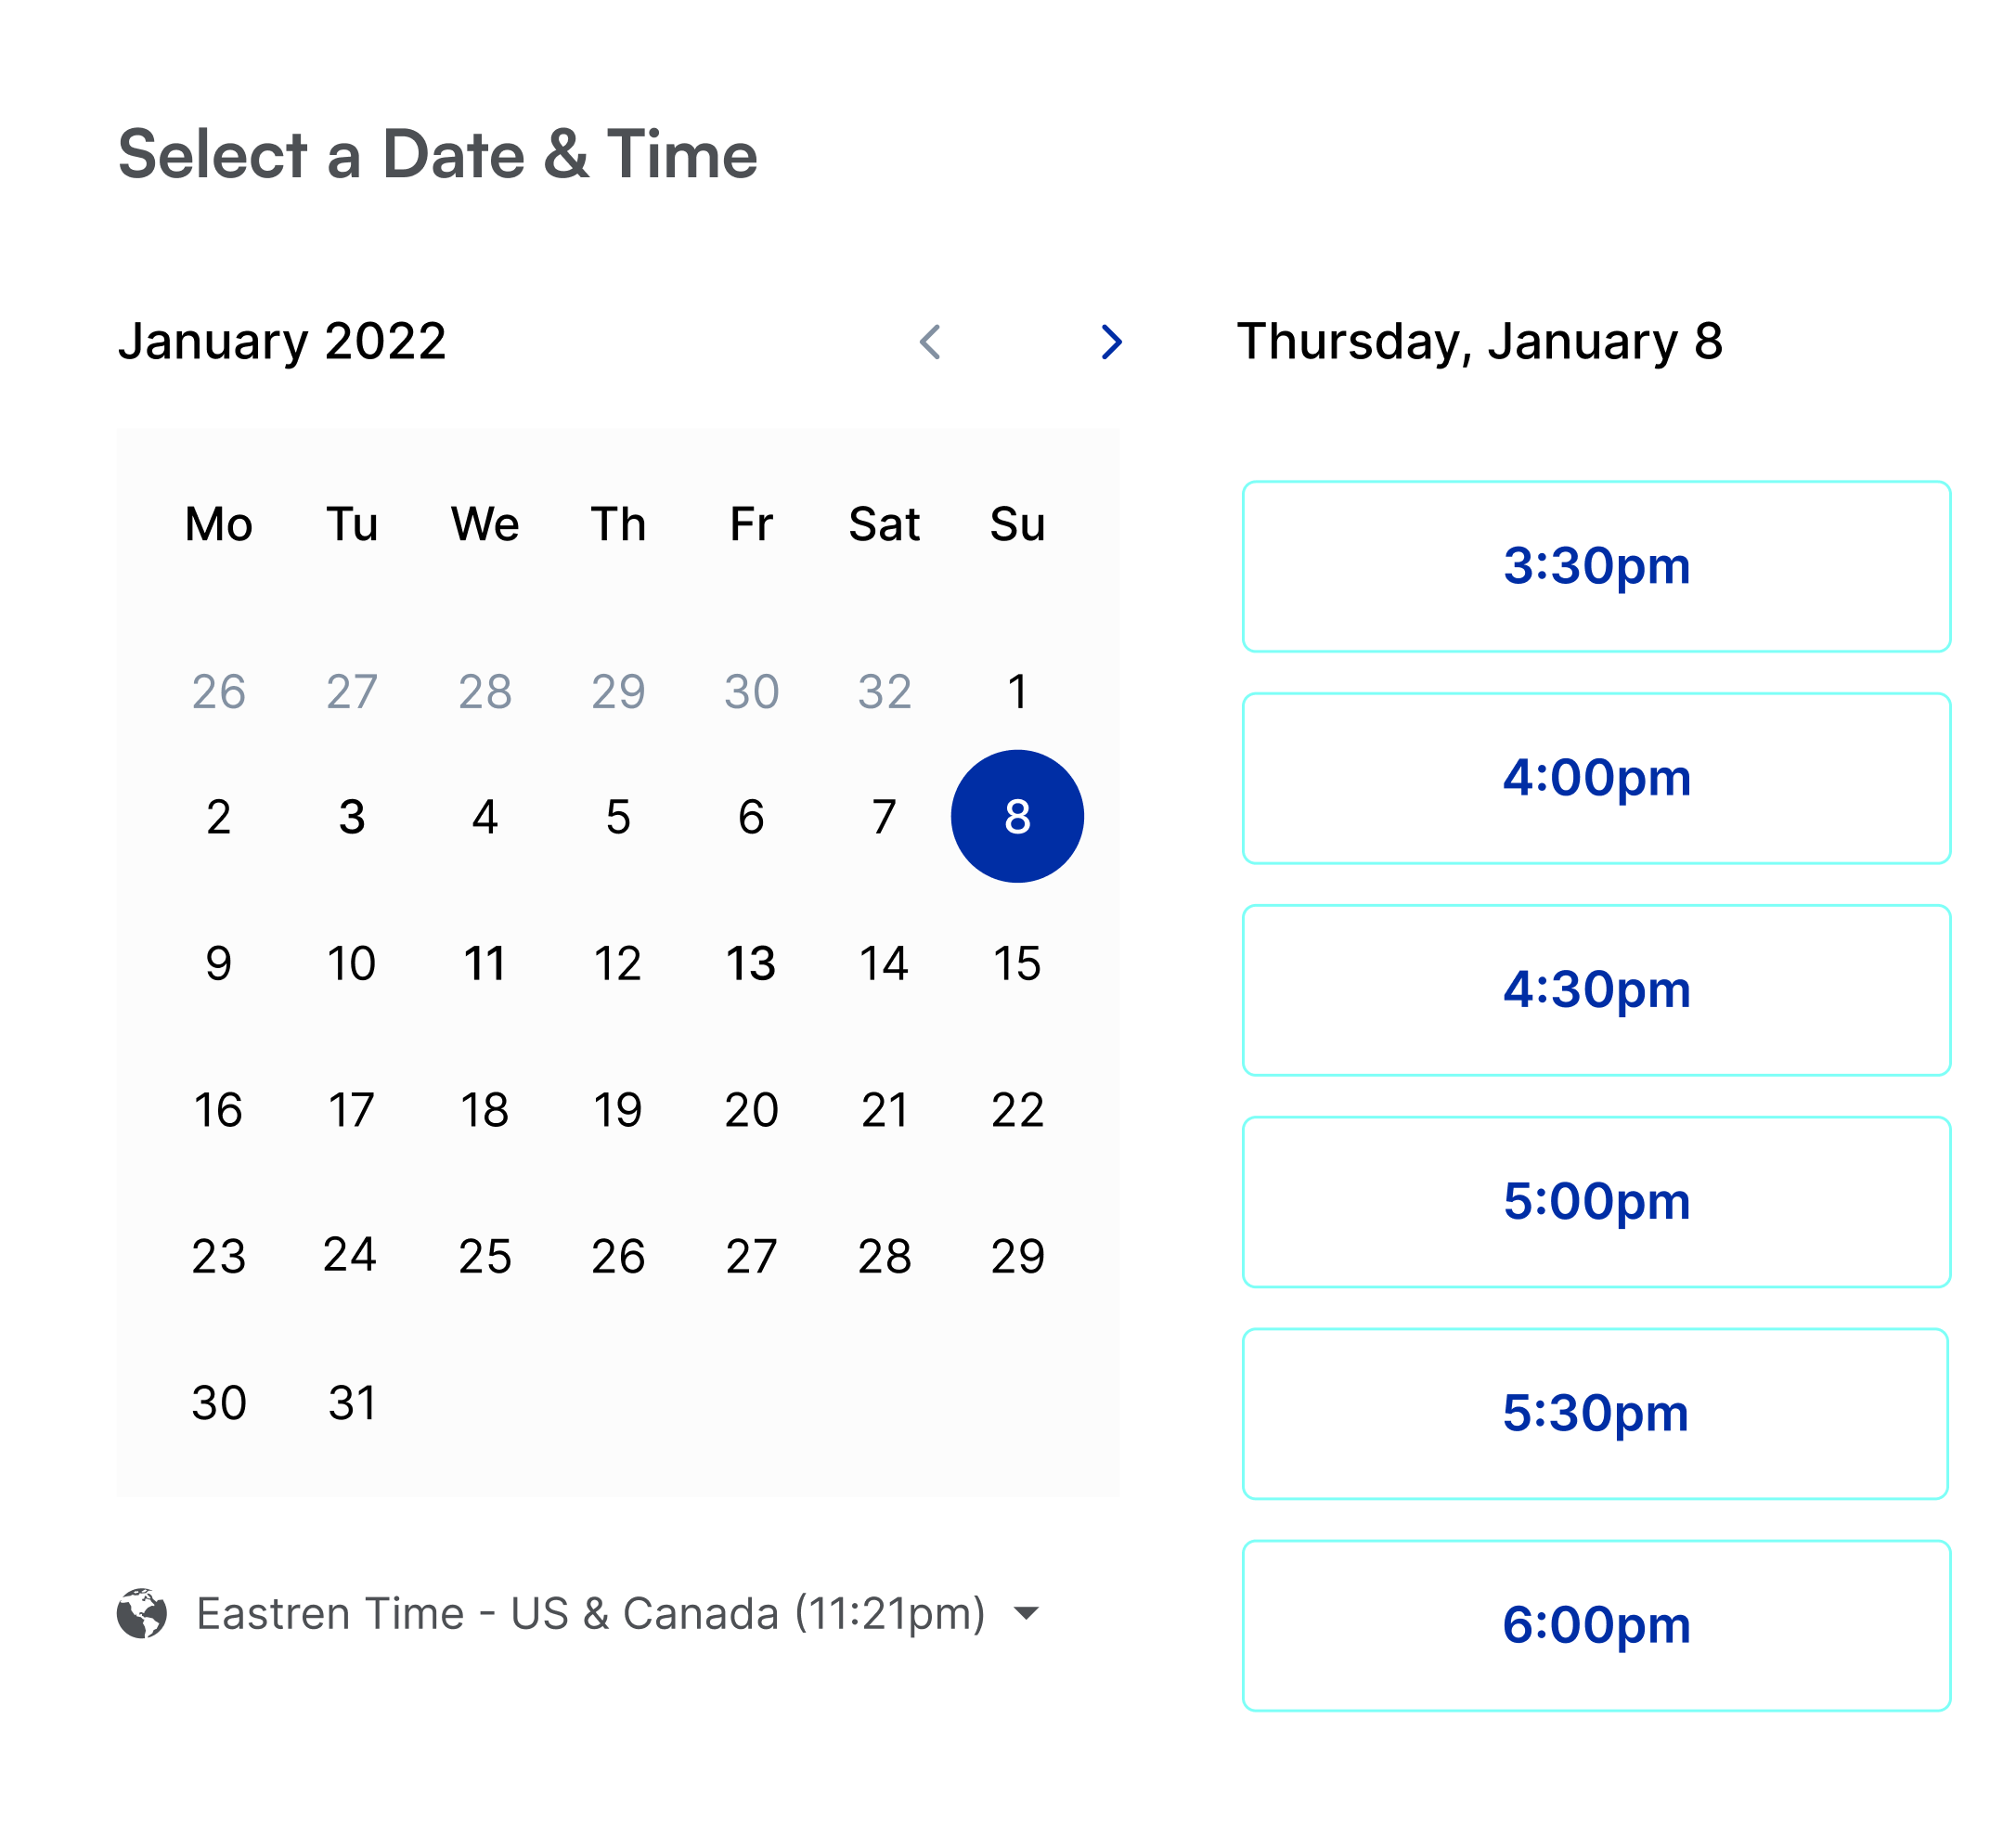 Select a Date & Time
January 2022
Mo Tu We Th Fr Sat Su
26 27 28 29 30 32 1
2 3 4 5 6 7 8
9 10 11 12 13 14 15
16 17 18 19 20 21 22
23 24 25 26 27 28 29
30 31
Eastren Time - US & Canada (11:21pm)
Thursday, January 8
3:30pm
4:00pm
4:30pm
5:00pm
5:30pm
6:00pm